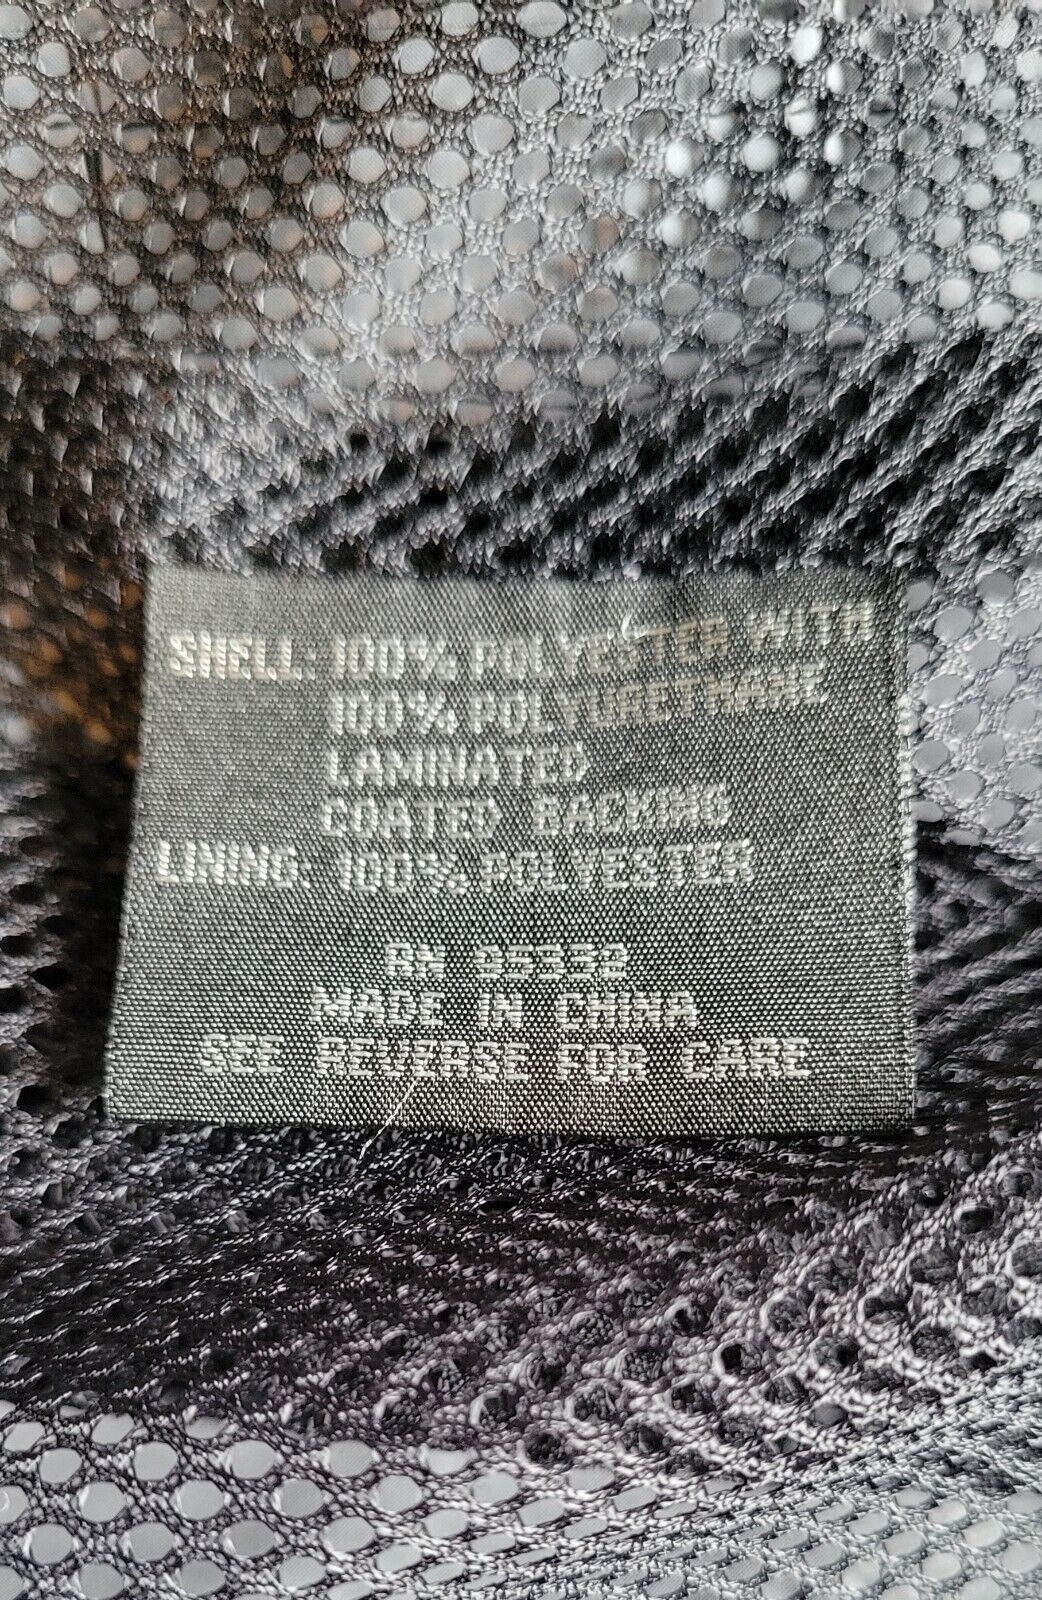 SHELL: 100% POLYESTER WITH
100% POLYURETHANE
LAMINATED
COATED BACKING
LINING: 100% POLYESTER
RN
MADE IN CHINA
SEE REVERSE FOR CARE